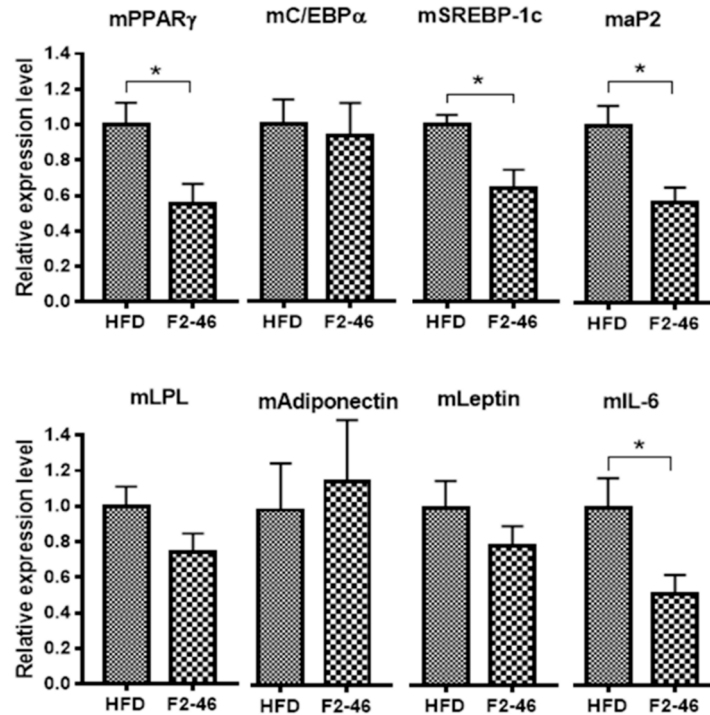 mPPARγ mC/EBPα mSREBP-1c maP2
Relative expression level
1.4
1.2
1.0
0.8
0.6
0.4
0.2
0.0
* * *
HFD F2-46 HFD F2-46 HFD F2-46 HFD F2-46
mLPL mAdiponectin mLeptin mIL-6
Relative expression level
1.4
1.2
1.0
0.8
0.6
0.4
0.2
0.0
*
HFD F2-46 HFD F2-46 HFD F2-46 HFD F2-46